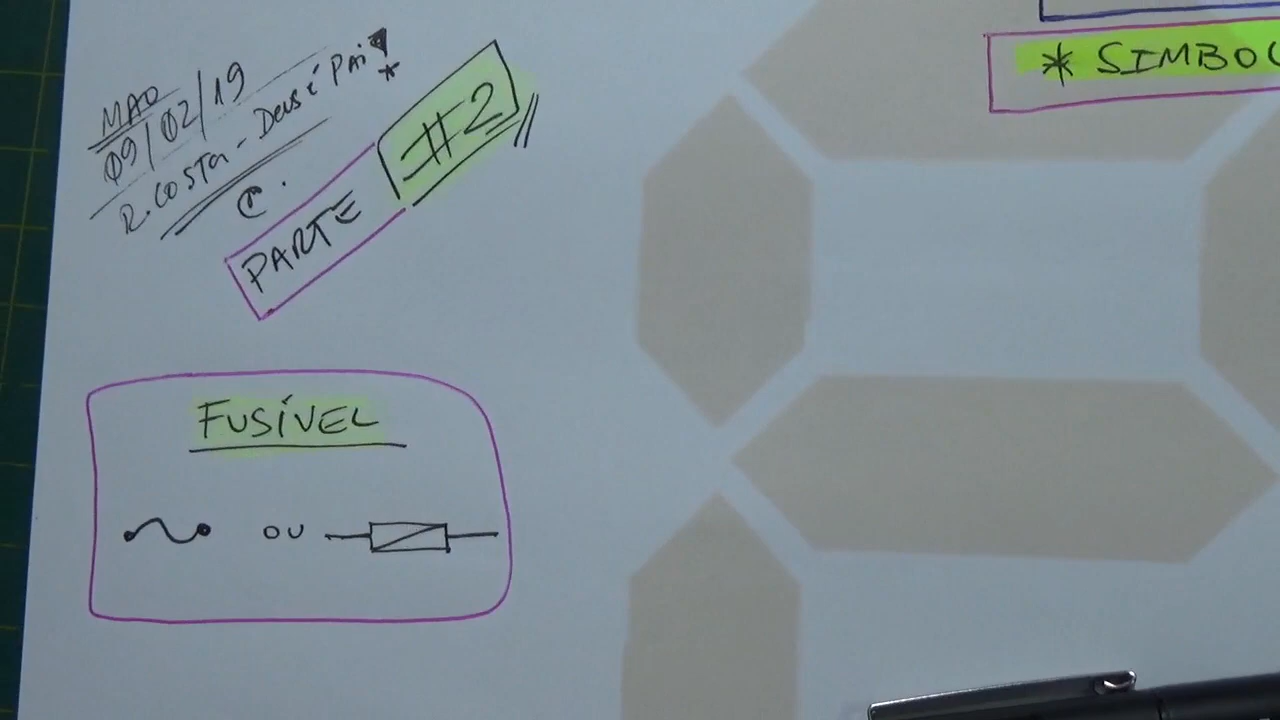 MAO
09/02/19
R. COSTA - Deus é PAi
C.
PARTE #2
* SIMBOL
FUSÍVEL
OU